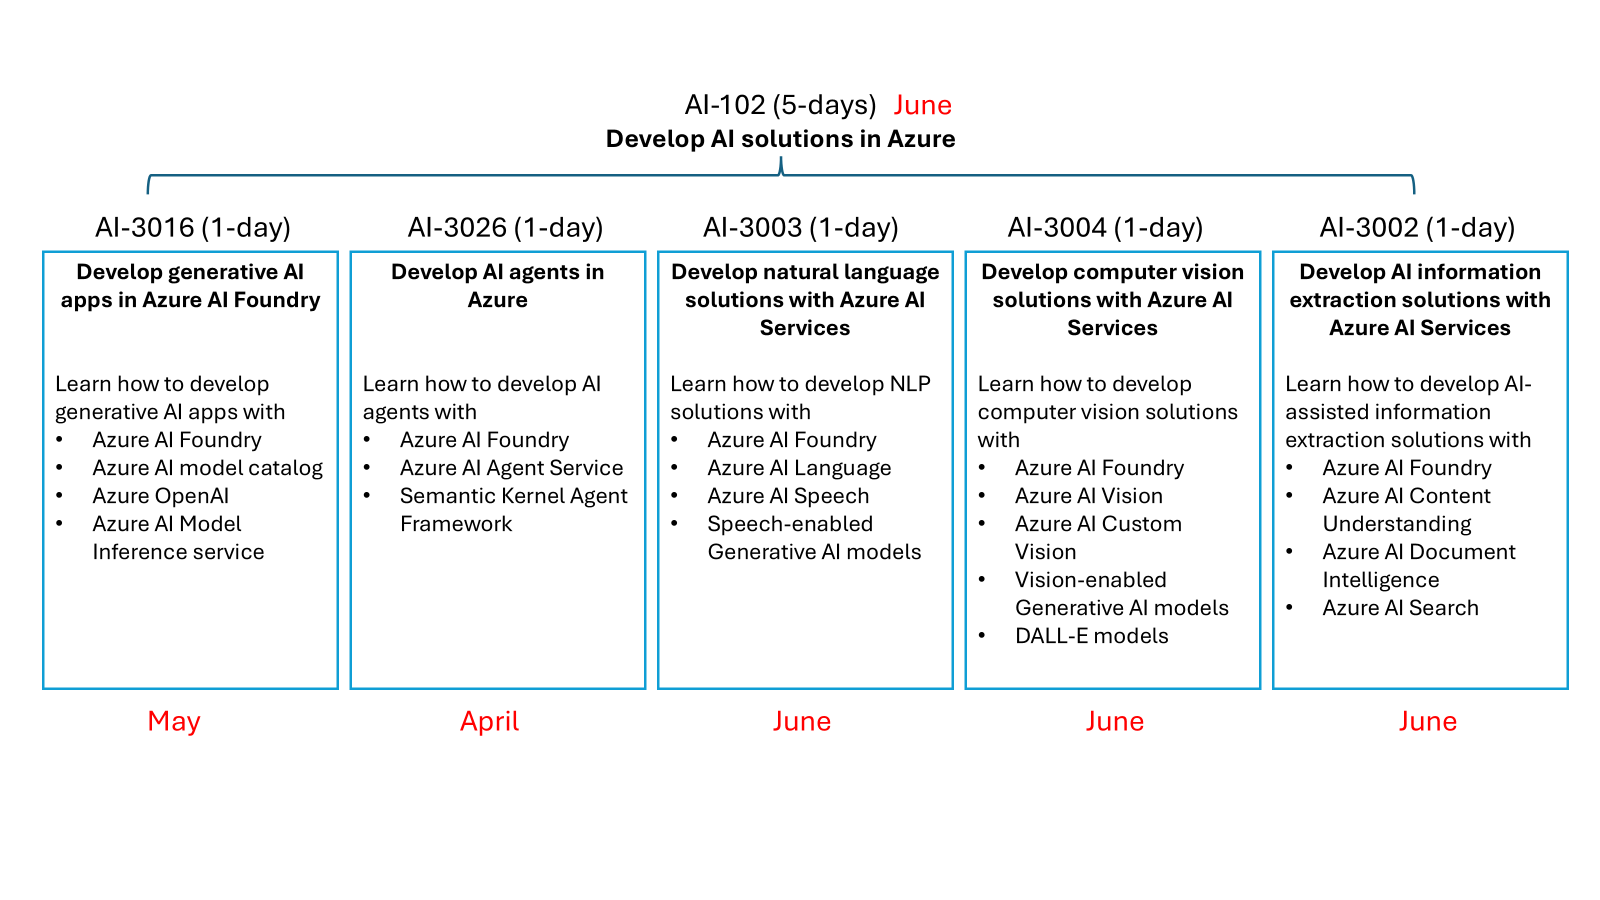 AI-102 (5-days) June
Develop AI solutions in Azure
AI-3016 (1-day)
Develop generative AI
apps in Azure AI Foundry
Learn how to develop
generative AI apps with
• Azure AI Foundry
• Azure AI model catalog
• Azure OpenAI
• Azure AI Model
Inference service
May
AI-3026 (1-day)
Develop AI agents in
Azure
Learn how to develop AI
agents with
• Azure AI Foundry
• Azure AI Agent Service
• Semantic Kernel Agent
Framework
April
AI-3003 (1-day)
Develop natural language
solutions with Azure AI
Services
Learn how to develop NLP
solutions with
• Azure AI Foundry
• Azure AI Language
• Azure AI Speech
• Speech-enabled
Generative AI models
June
AI-3004 (1-day)
Develop computer vision
solutions with Azure AI
Services
Learn how to develop
computer vision solutions
with
• Azure AI Foundry
• Azure AI Vision
• Azure AI Custom
Vision
• Vision-enabled
Generative AI models
• DALL-E models
June
AI-3002 (1-day)
Develop AI information
extraction solutions with
Azure AI Services
Learn how to develop AI-
assisted information
extraction solutions with
• Azure AI Foundry
• Azure AI Content
Understanding
• Azure AI Document
Intelligence
• Azure AI Search
June